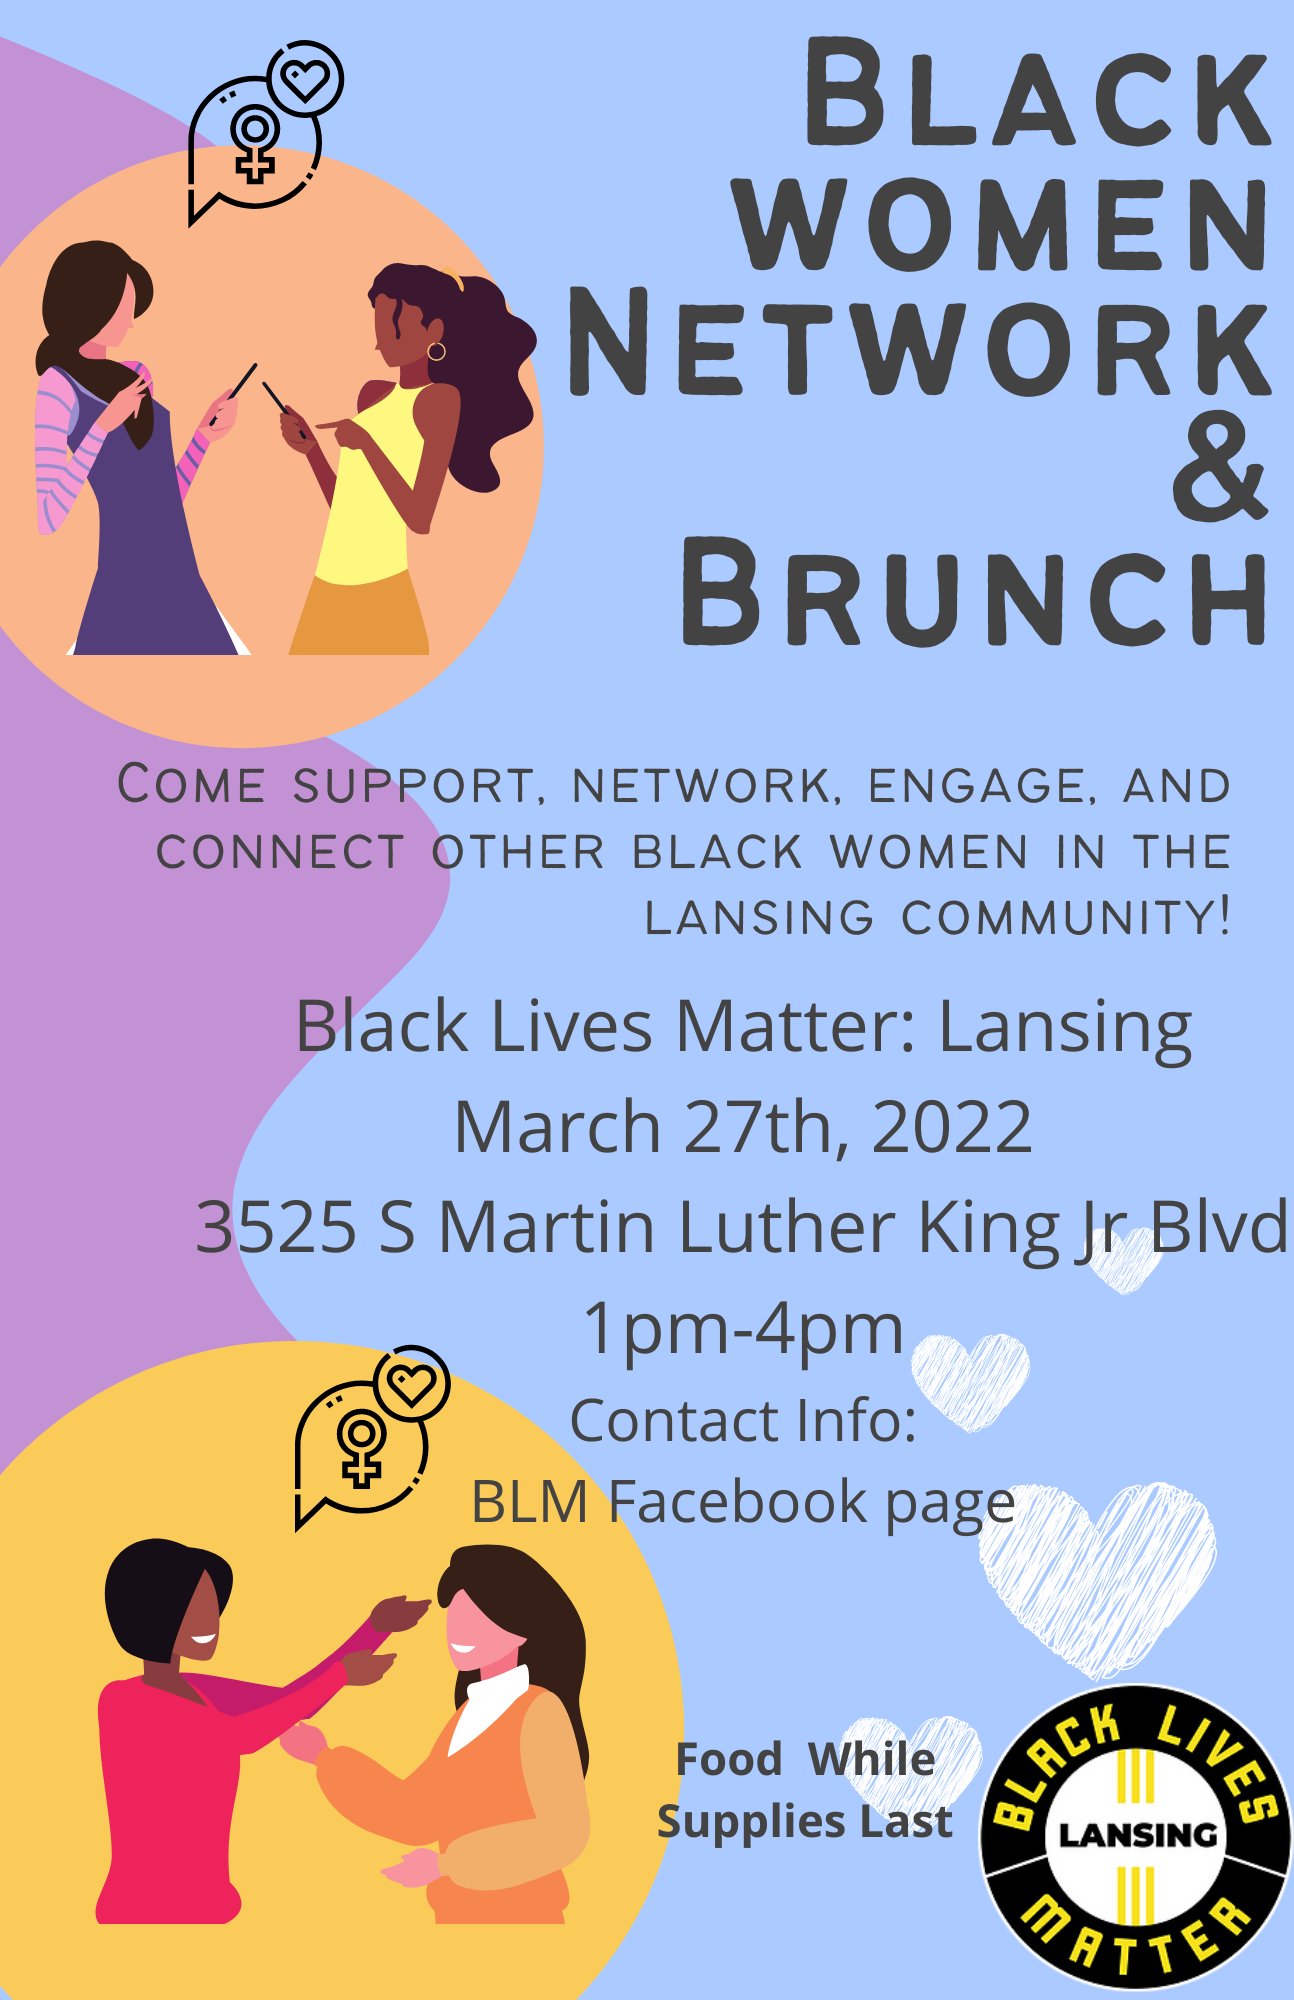 Black
women
Network
&
Brunch
Come support, network, engage, and
connect other black women in the
Lansing community!
Black Lives Matter: Lansing
March 27th, 2022
3525 S Martin Luther King Jr Blvd
1pm-4pm
Contact Info:
BLM Facebook page
Food While
Supplies Last
BLACK LIVES
LANSING
MATTER